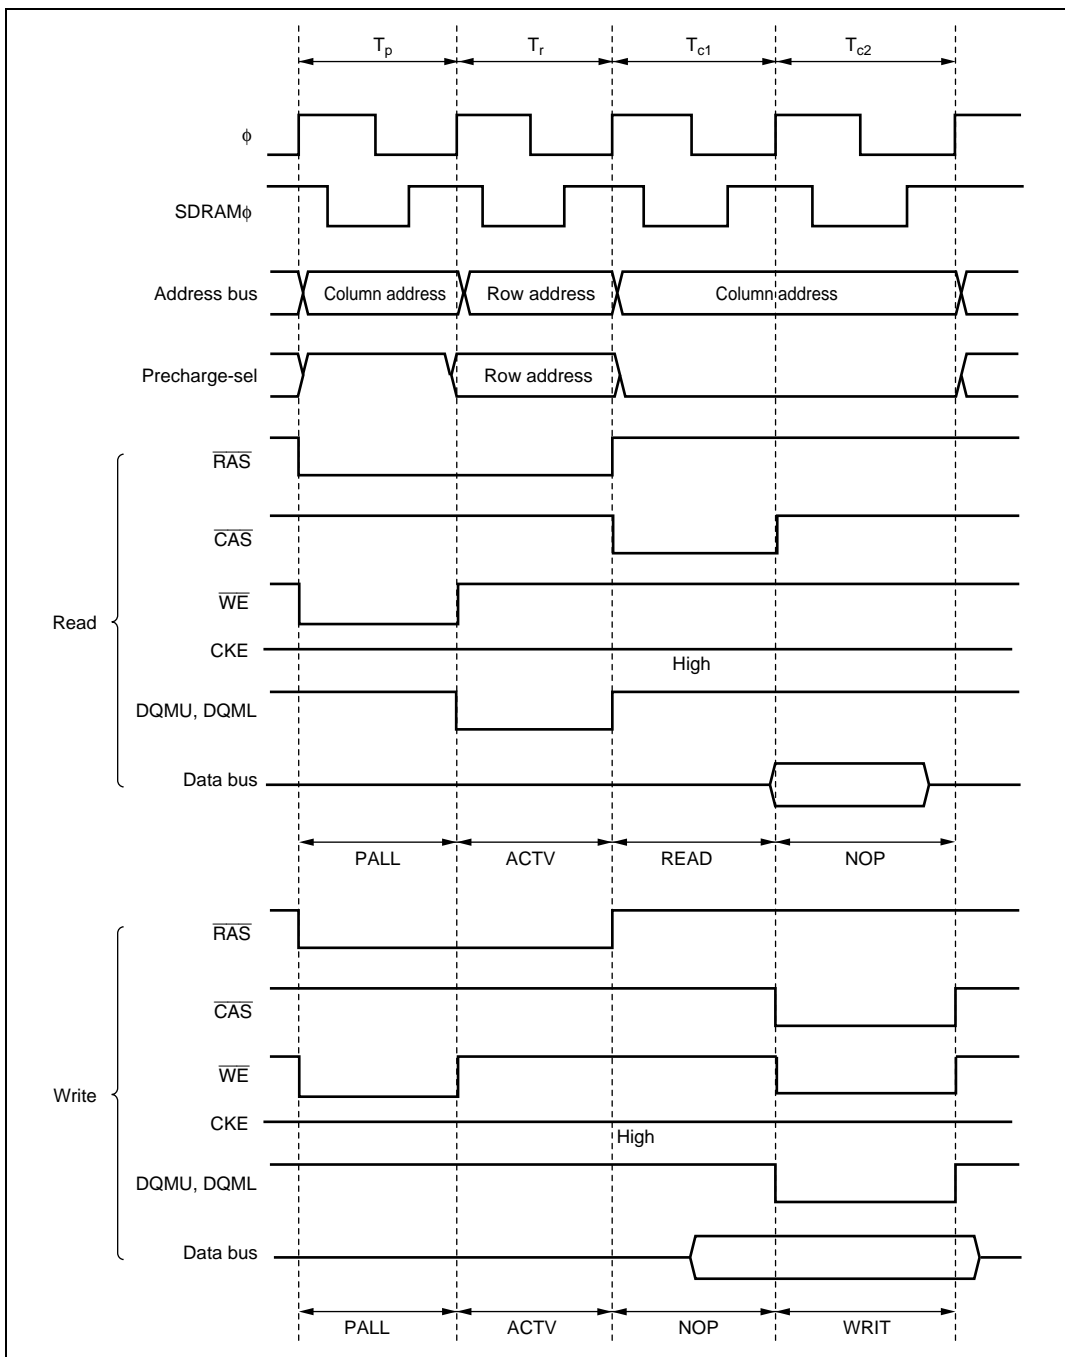 Tp Tr Tc1 Tc2
ϕ
SDRAMϕ
Address bus Column address Row address Column address
Precharge-sel Row address
RAS
CAS
WE
Read
CKE
High
DQMU, DQML
Data bus
PALL ACTV READ NOP
RAS
CAS
WE
Write
CKE
High
DQMU, DQML
Data bus
PALL ACTV NOP WRIT